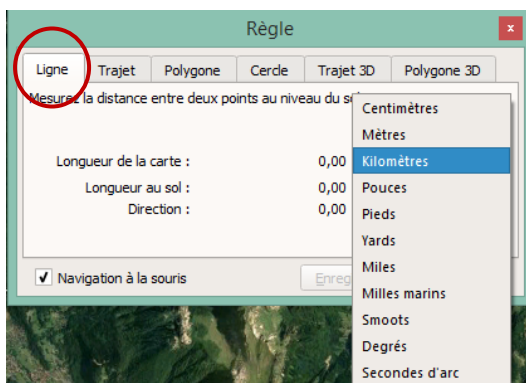 Règle
x
Ligne Trajet Polygone Cercle Trajet 3D Polygone 3D
Mesurez la distance entre deux points au niveau du
Longueur de la carte : 0,00
Longueur au sol : 0,00
Direction : 0,00
Navigation à la souris
Centimètres
Mètres
Kilomètres
Pouces
Pieds
Yards
Miles
Milles marins
Smoots
Degrés
Secondes d'arc